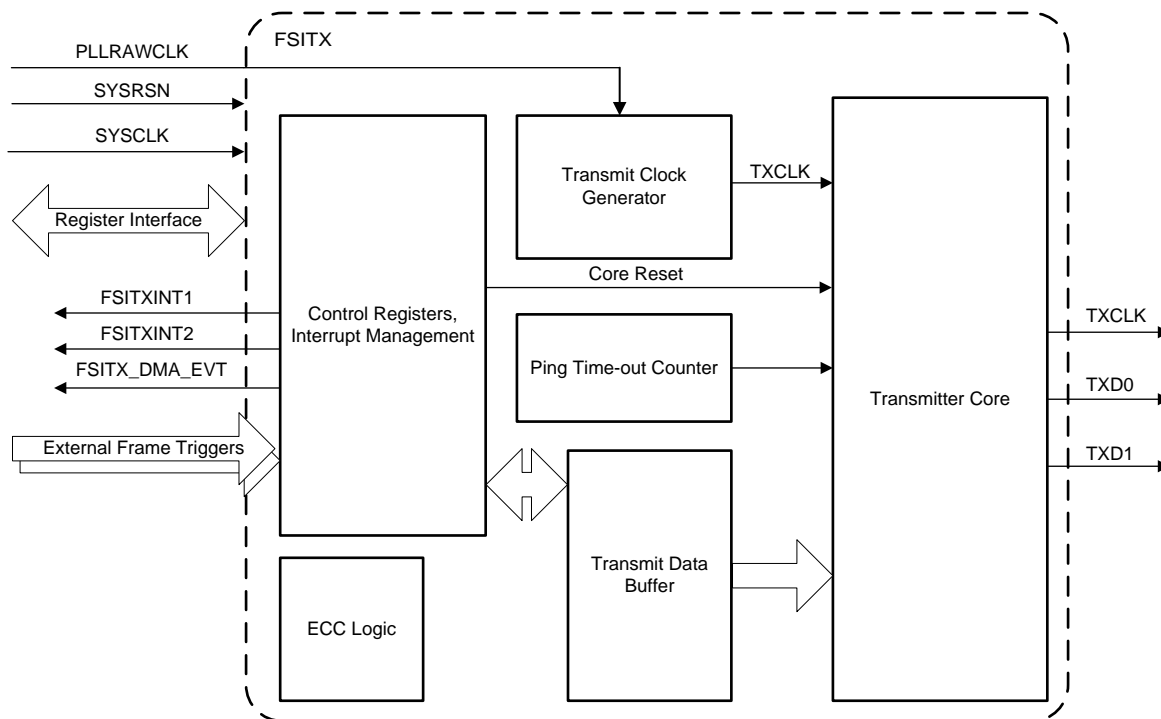 FSITX
PLLRAWCLK
SYSRSN
SYSCLK
Register Interface
FSITXINT1
FSITXINT2
FSITX_DMA_EVT
External Frame Triggers
Control Registers,
Interrupt Management
ECC Logic
Transmit Clock
Generator
TXCLK
Core Reset
Ping Time-out Counter
Transmit Data
Buffer
Transmitter Core
TXCLK
TXD0
TXD1